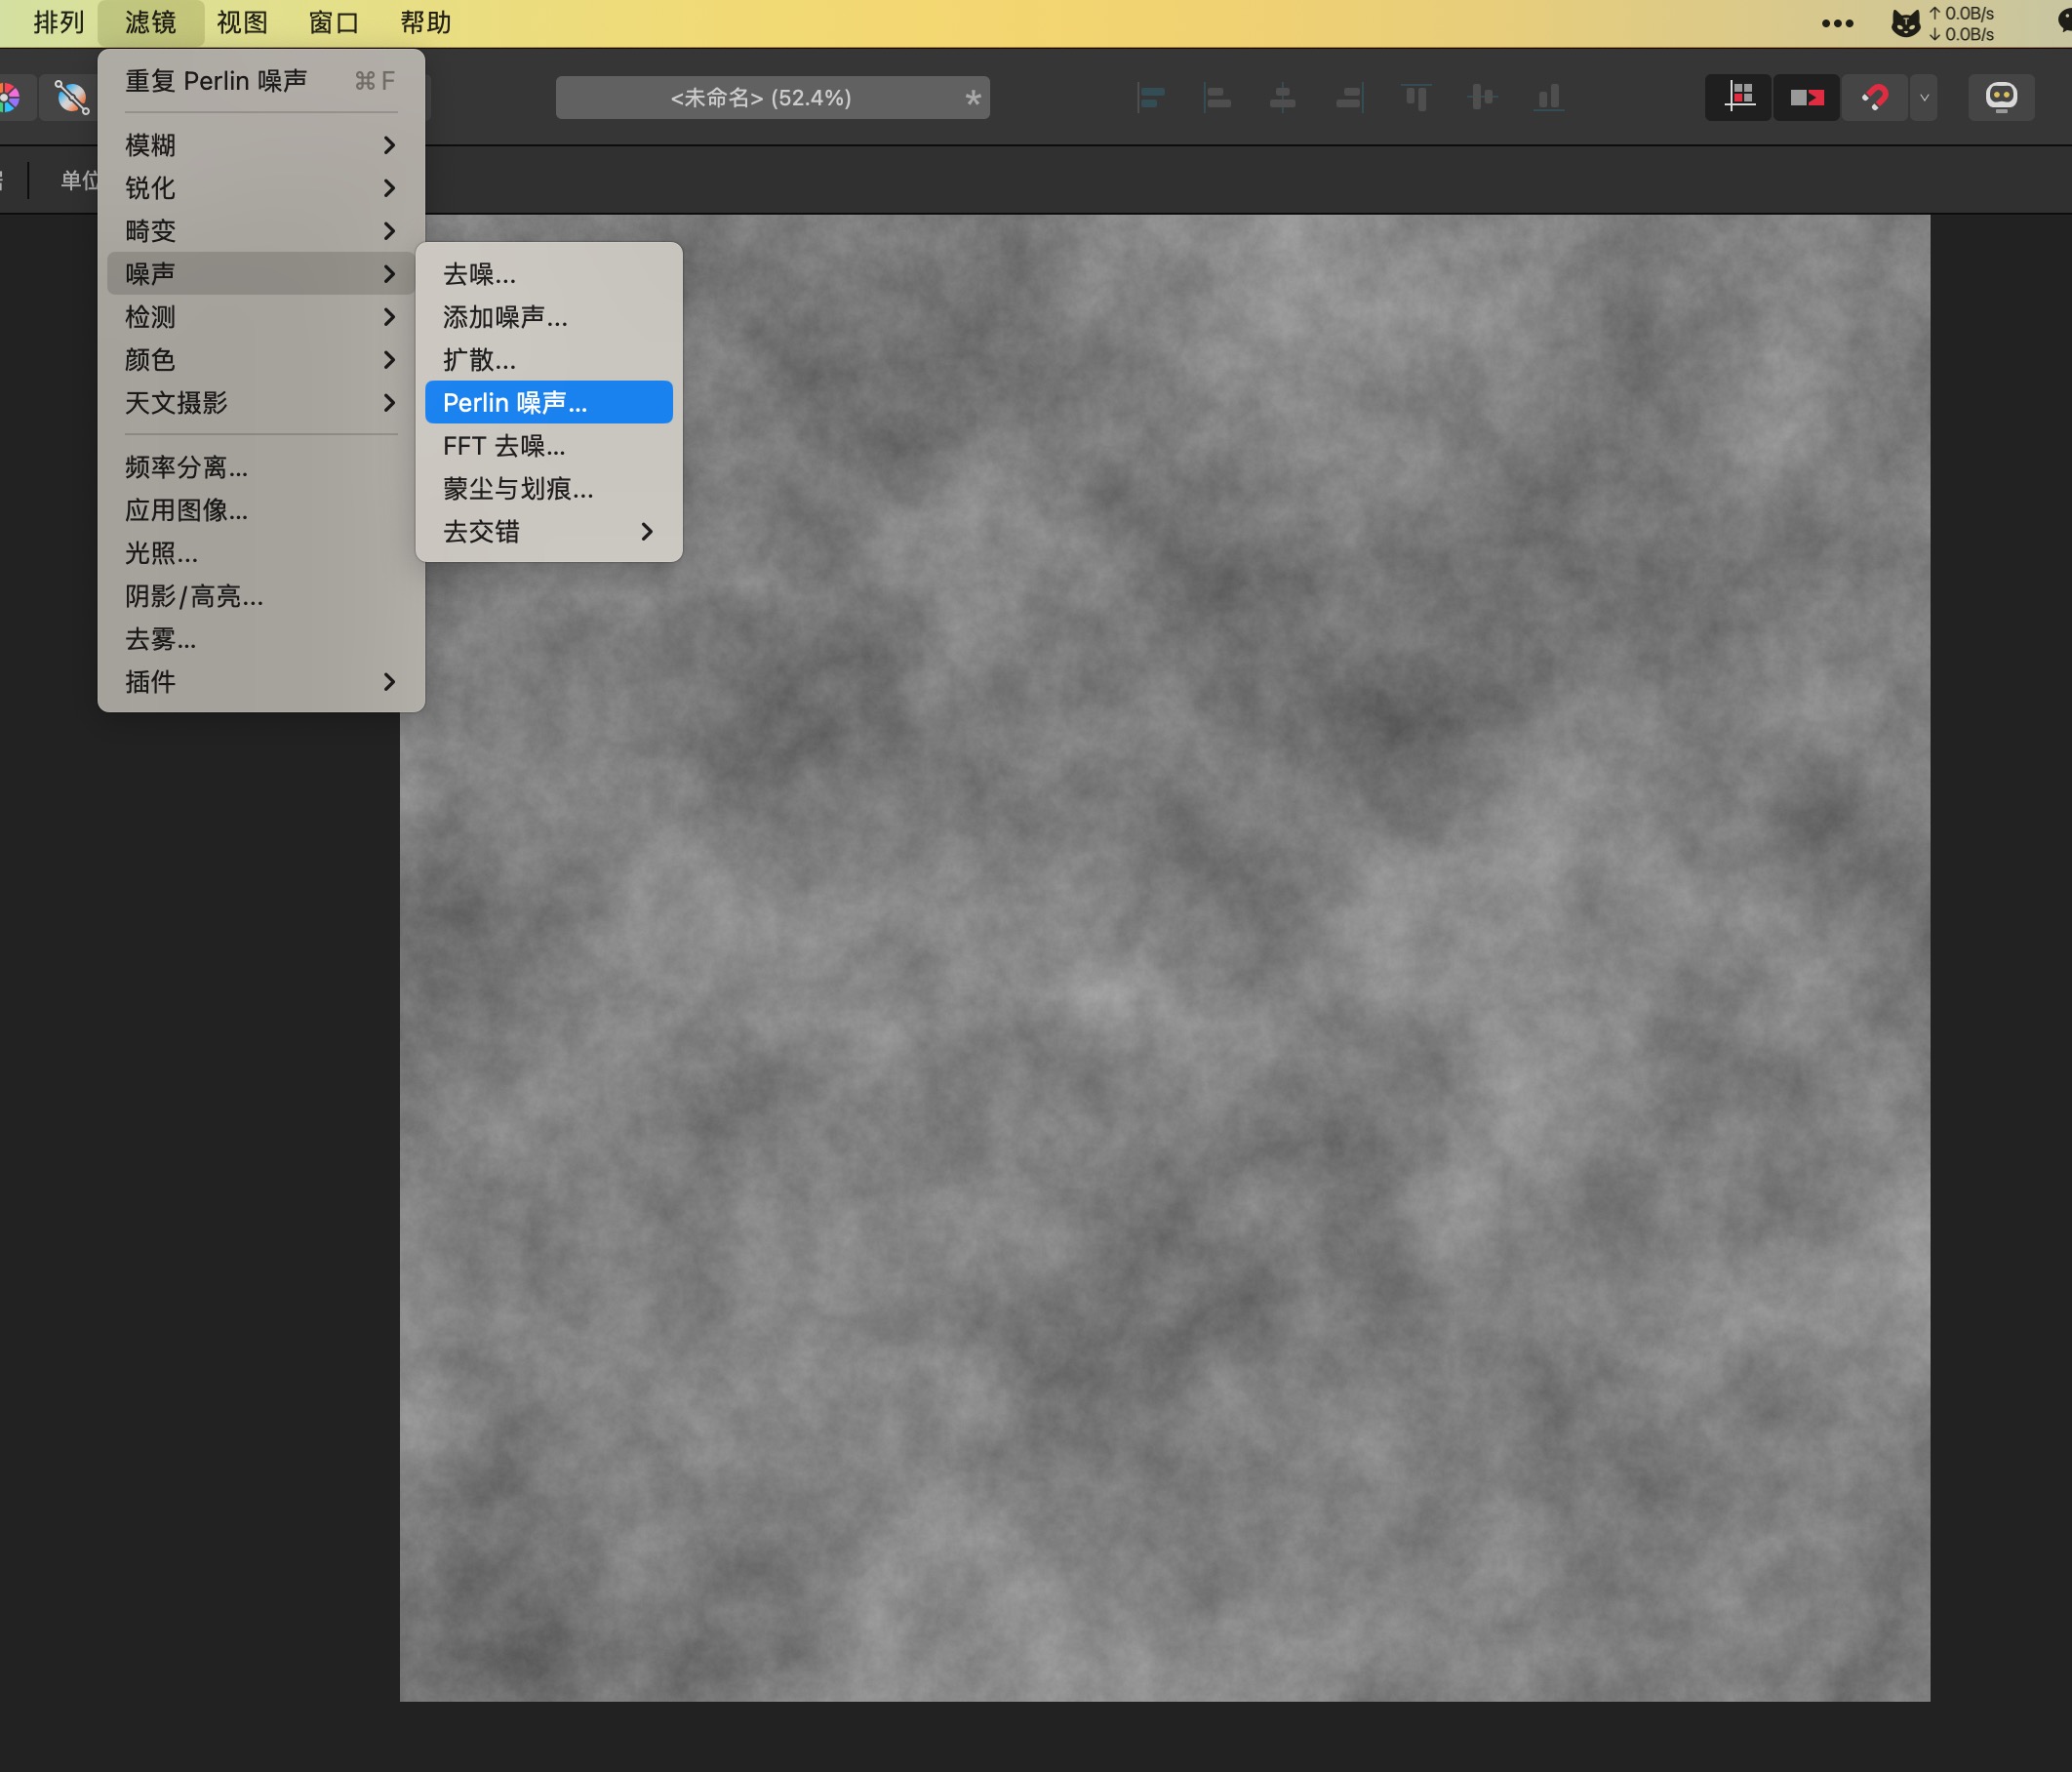 排列 滤镜 视图 窗口 帮助 ••• ↑ 0.0B/s
↓ 0.0B/s
重复 Perlin 噪声 ⌘ F
<未命名> (52.4%) *
单位
模糊
锐化
畸变
噪声
检测
颜色
天文摄影
频率分离...
应用图像...
光照...
阴影/高亮...
去雾...
插件
去噪...
添加噪声...
扩散...
Perlin 噪声...
FFT 去噪...
蒙尘与划痕...
去交错